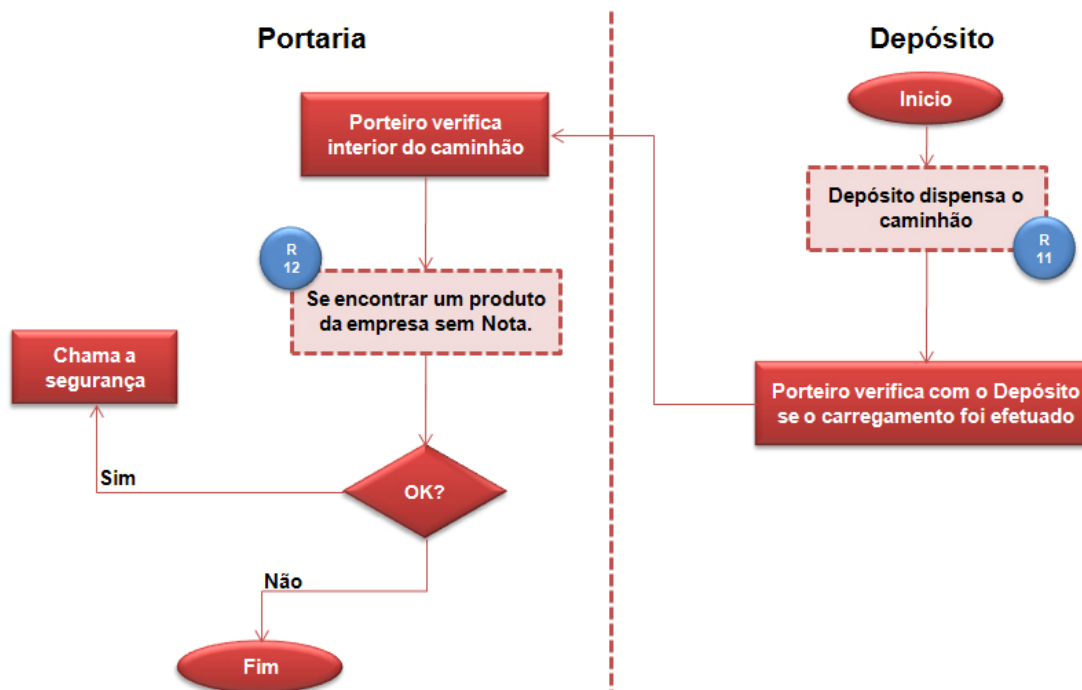 Portaria
Depósito
Inicio
Porteiro verifica
interior do caminhão
Depósito dispensa o
caminhão
R
11
R
12
Se encontrar um produto
da empresa sem Nota.
Chama a
segurança
Porteiro verifica com o Depósito
se o carregamento foi efetuado
Sim
OK?
Não
Fim